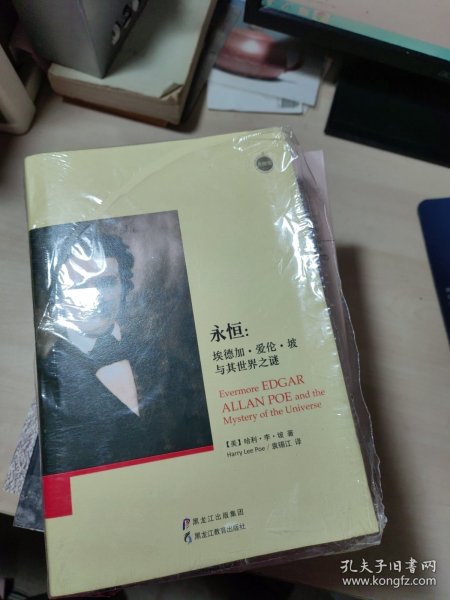 永恒：
埃德加·爱伦·坡
与其世界之谜
Evermore EDGAR
ALLAN POE and the
Mystery of the Universe
【美】哈利·李·坡 著
Harry Lee Poe / 袁锡江 译
黑龙江出版集团
黑龙江教育出版社
孔夫子旧书网
www.kongfz.com